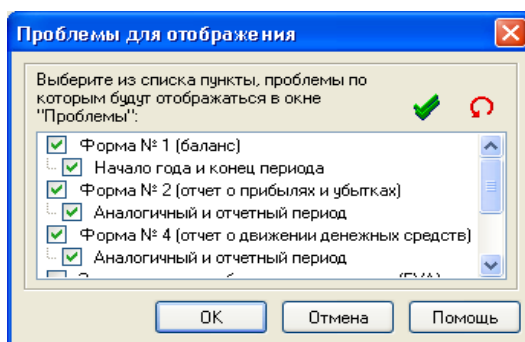 Проблемы для отображения
Выберите из списка пункты, проблемы по
которым будут отображаться в окне
"Проблемы":
Форма № 1 (баланс)
Начало года и конец периода
Форма № 2 (отчет о прибылях и убытках)
Аналогичный и отчетный период
Форма № 4 (отчет о движении денежных средств)
Аналогичный и отчетный период
OK
Отмена
Помощь